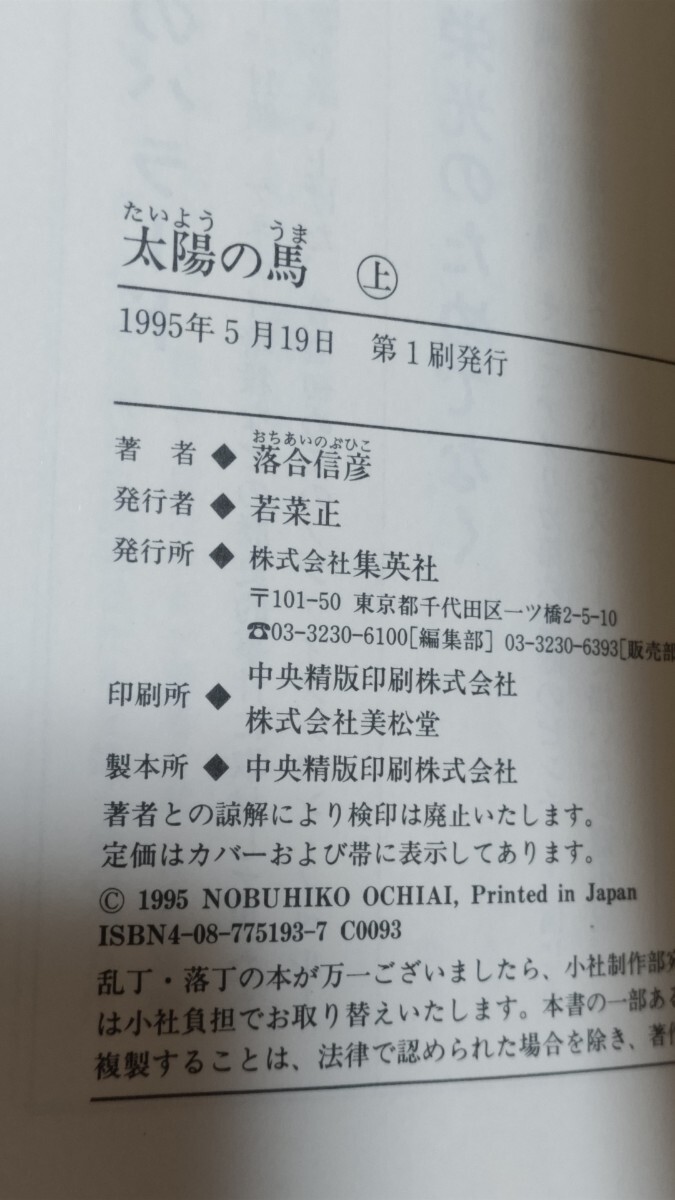 たいよう うま
太陽の馬 ㊤
1995年5月19日 第1刷発行
おちあいのぶひこ
著 者◆落合信彦
発行者◆若菜正
発行所◆株式会社集英社
〒101-50 東京都千代田区一ツ橋2-5-10
☎03-3230-6100[編集部] 03-3230-6393[販売部
印刷所◆中央精版印刷株式会社
株式会社美松堂
製本所◆中央精版印刷株式会社
著者との諒解により検印は廃止いたします。
定価はカバーおよび帯に表示してあります。
© 1995 NOBUHIKO OCHIAI, Printed in Japan
ISBN4-08-775193-7 C0093
乱丁・落丁の本が万一ございましたら、小社制作部宛
は小社負担でお取り替えいたします。本書の一部ある
複製することは、法律で認められた場合を除き、著作